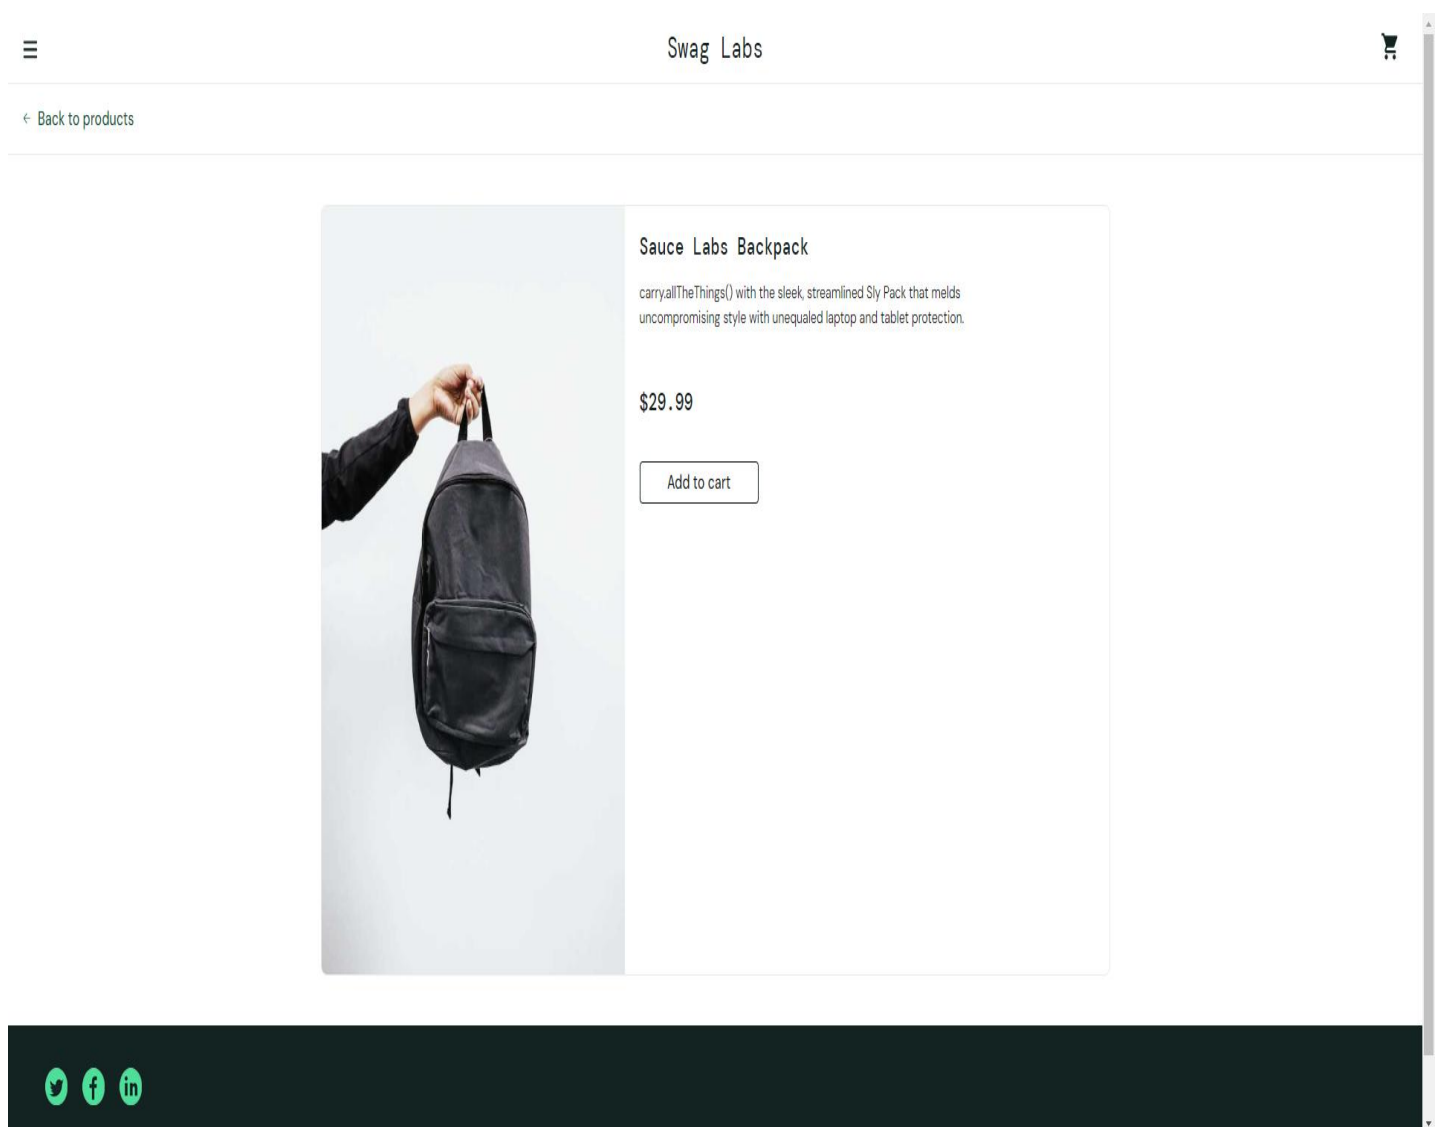 Swag Labs
← Back to products
Sauce Labs Backpack
carry.allTheThings() with the sleek, streamlined Sly Pack that melds
uncompromising style with unequaled laptop and tablet protection.
$29.99
Add to cart
f
in